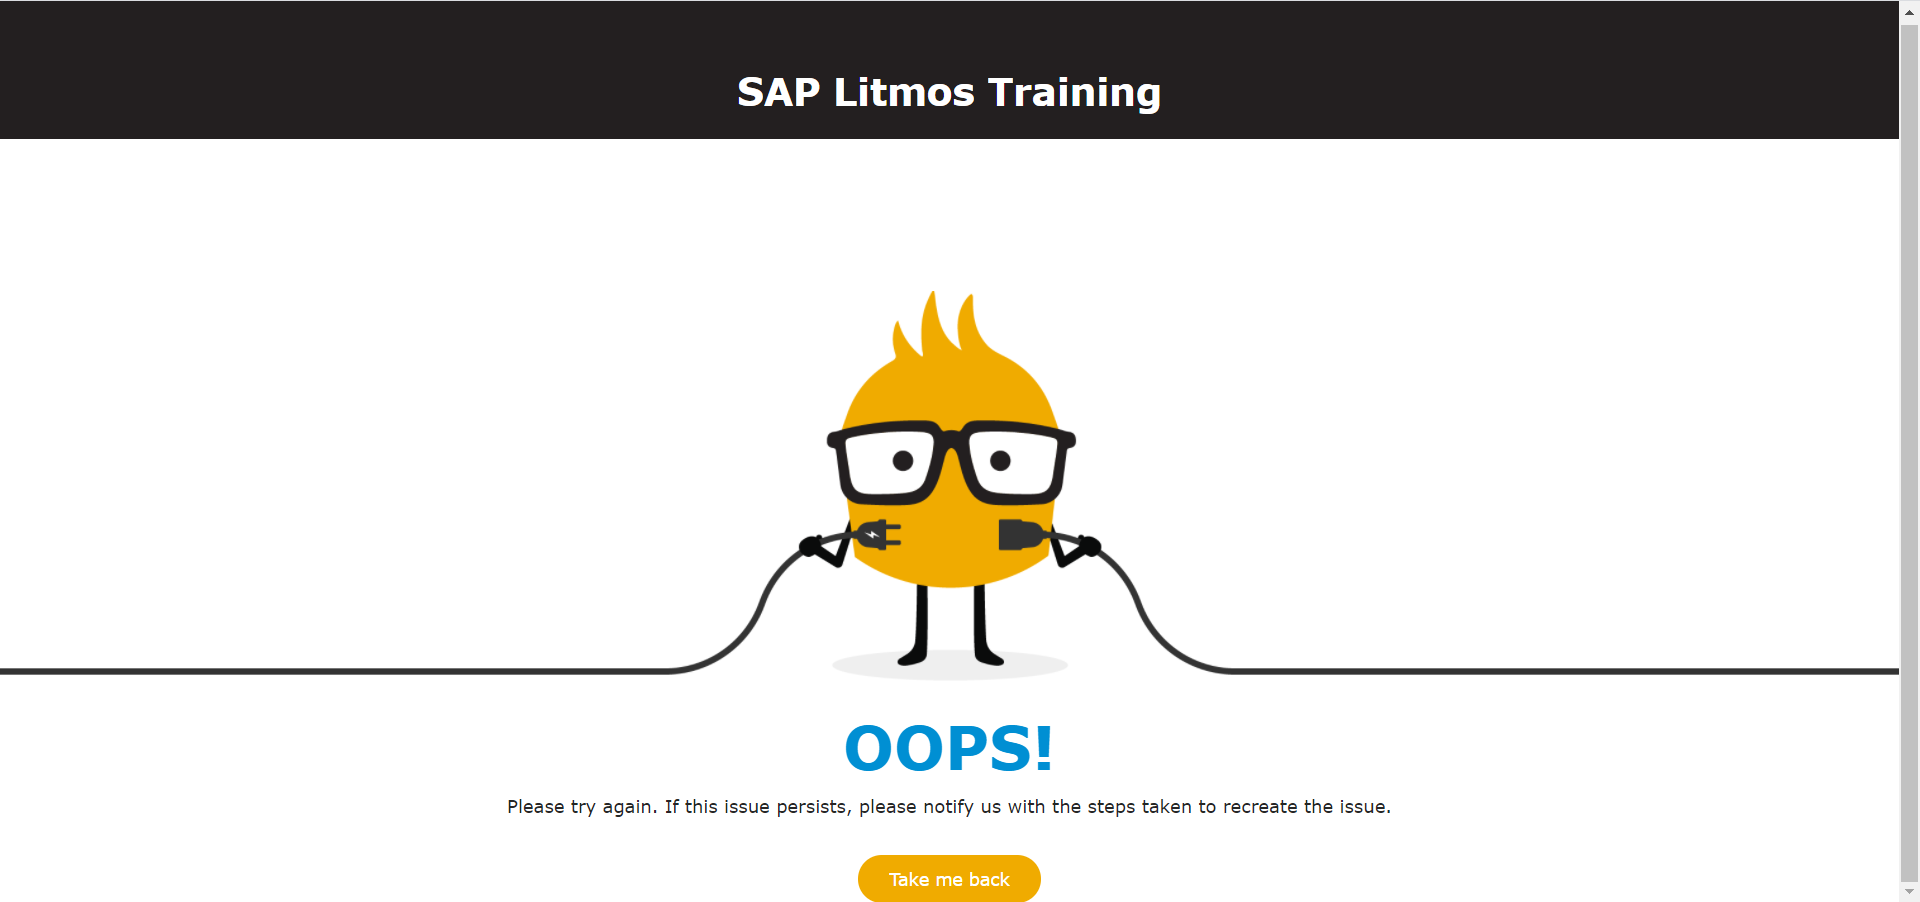 SAP Litmos Training
OOPS!
Please try again. If this issue persists, please notify us with the steps taken to recreate the issue.
Take me back